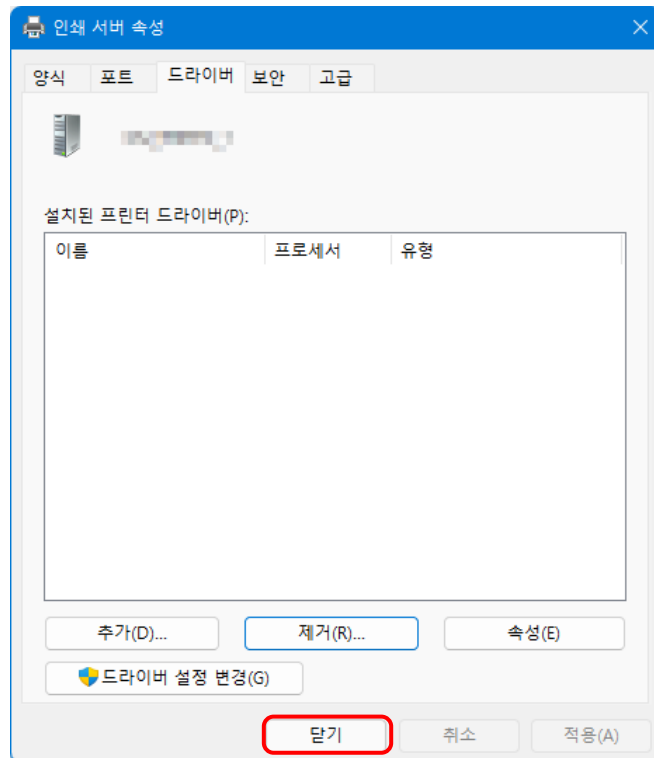 인쇄 서버 속성
양식 포트 드라이버 보안 고급
설치된 프린터 드라이버(P):
이름 프로세서 유형
추가(D)... 제거(R)... 속성(E)
드라이버 설정 변경(G)
닫기 취소 적용(A)